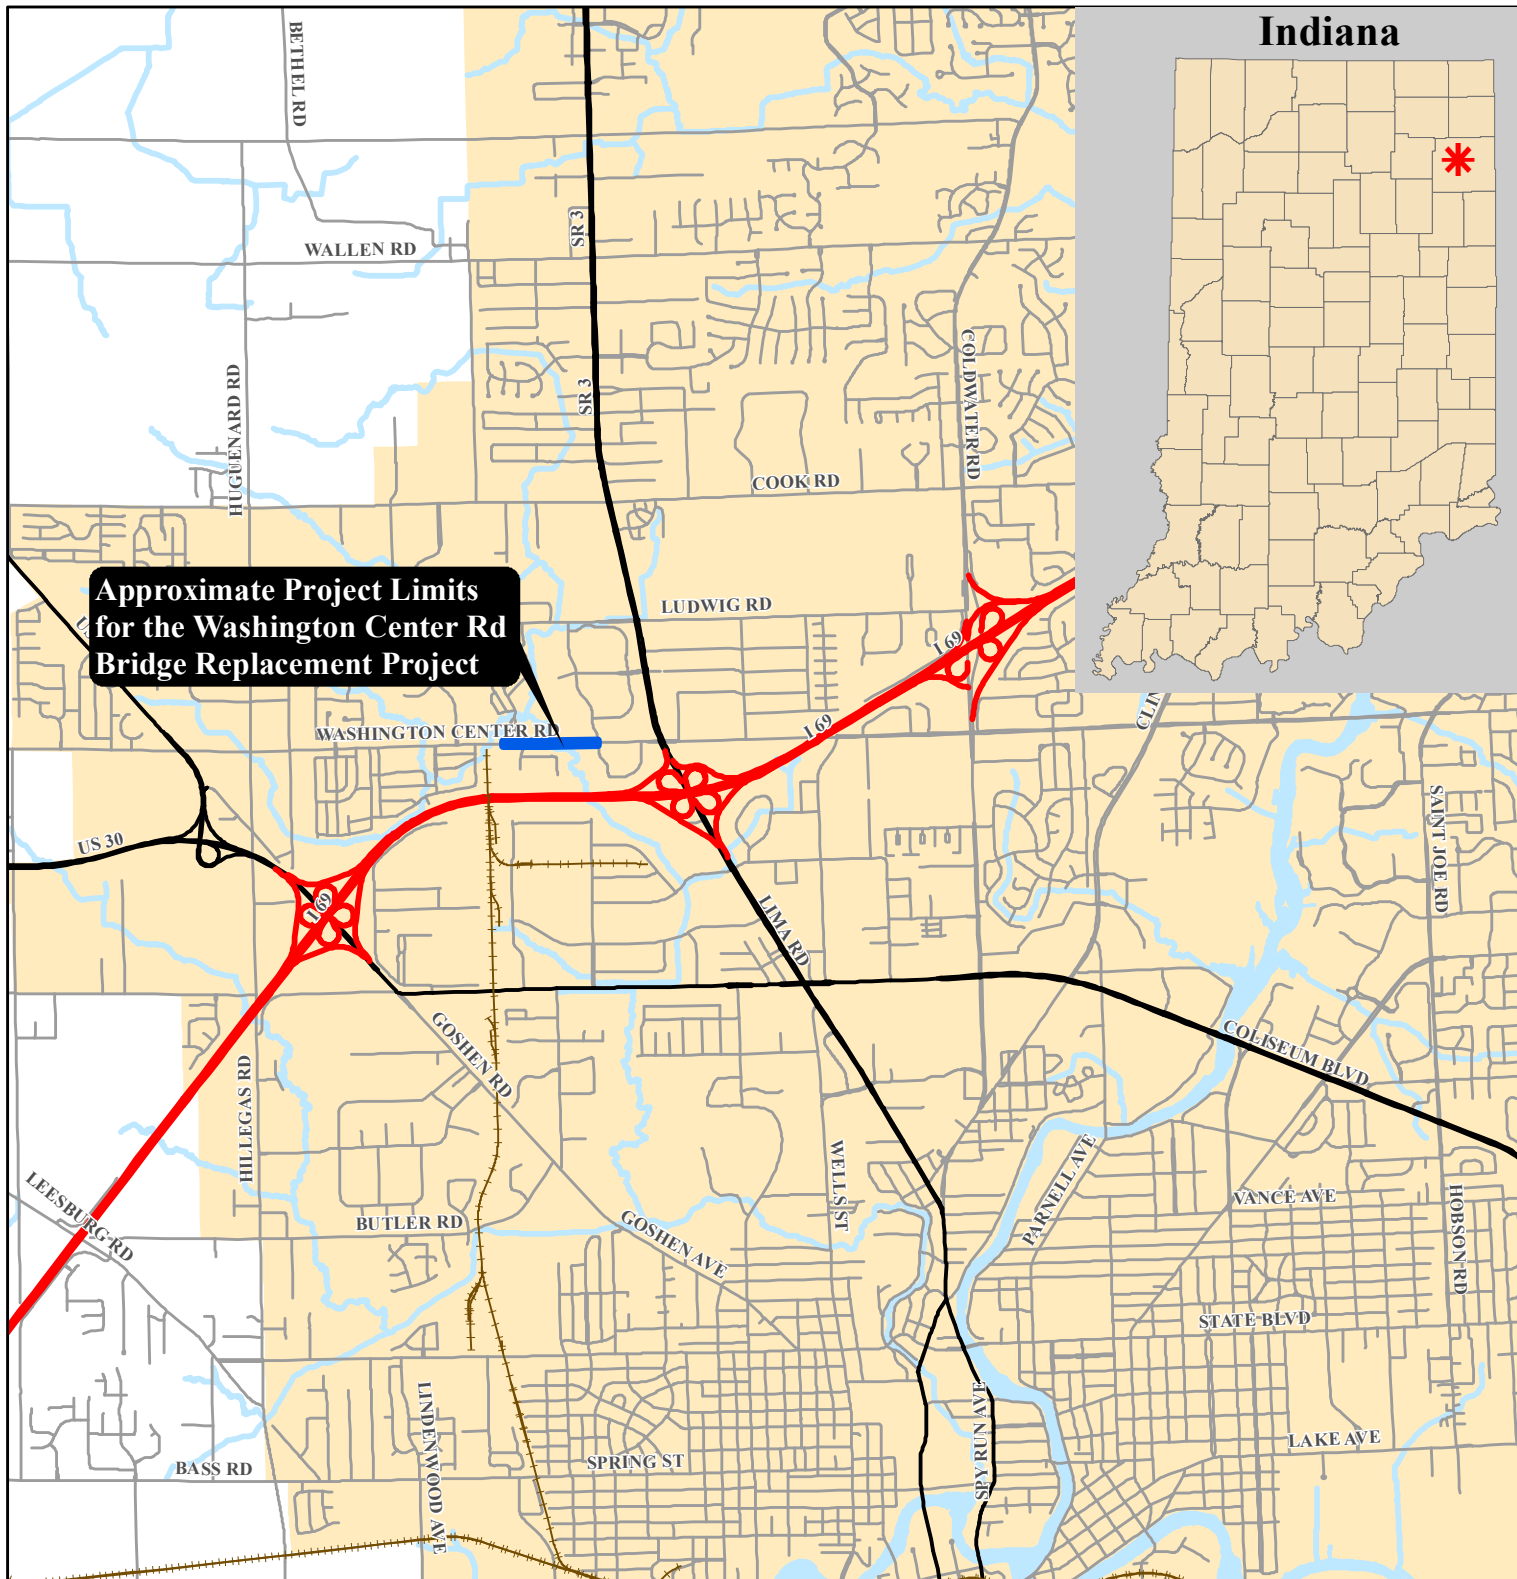 Indiana
BETHEL RD
SR 3
WALLEN RD
COLDWATER RD
HUGUENARD RD
SR 3
COOK RD
Approximate Project Limits
for the Washington Center Rd
Bridge Replacement Project
US
LUDWIG RD
I 69
I 69
CLIN
WASHINGTON CENTER RD
US 30
SAINT JOE RD
I 69
LIMA RD
GOSHEN RD
COLISEUM BLVD
HILLEGAS RD
LEESBURG RD
WELLS ST
PARNELL AVE
VANCE AVE
HOBSON RD
BUTLER RD
GOSHEN AVE
STATE BLVD
LINDENWOOD AVE
SPY RUN AVE
LAKE AVE
SPRING ST
BASS RD